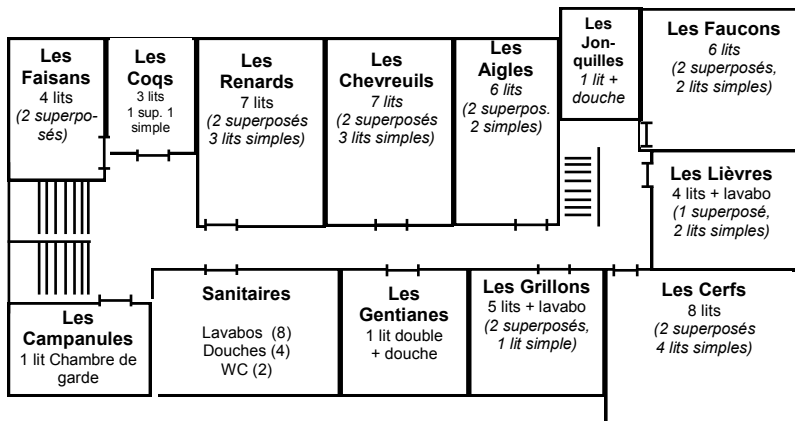 Les
Faisans
4 lits
(2 superpo-
sés)
Les
Coqs
3 lits
1 sup. 1
simple
Les
Renards
7 lits
(2 superposés
3 lits simples)
Les
Chevreuils
7 lits
(2 superposés
3 lits simples)
Les
Aigles
6 lits
(2 superpos.
2 simples)
Les
Jon-
quilles
1 lit +
douche
Les Faucons
6 lits
(2 superposés,
2 lits simples)
Les Lièvres
4 lits + lavabo
(1 superposé,
2 lits simples)
Les
Campanules
1 lit Chambre de
garde
Sanitaires
Lavabos (8)
Douches (4)
WC (2)
Les
Gentianes
1 lit double
+ douche
Les Grillons
5 lits + lavabo
(2 superposés,
1 lit simple)
Les Cerfs
8 lits
(2 superposés
4 lits simples)